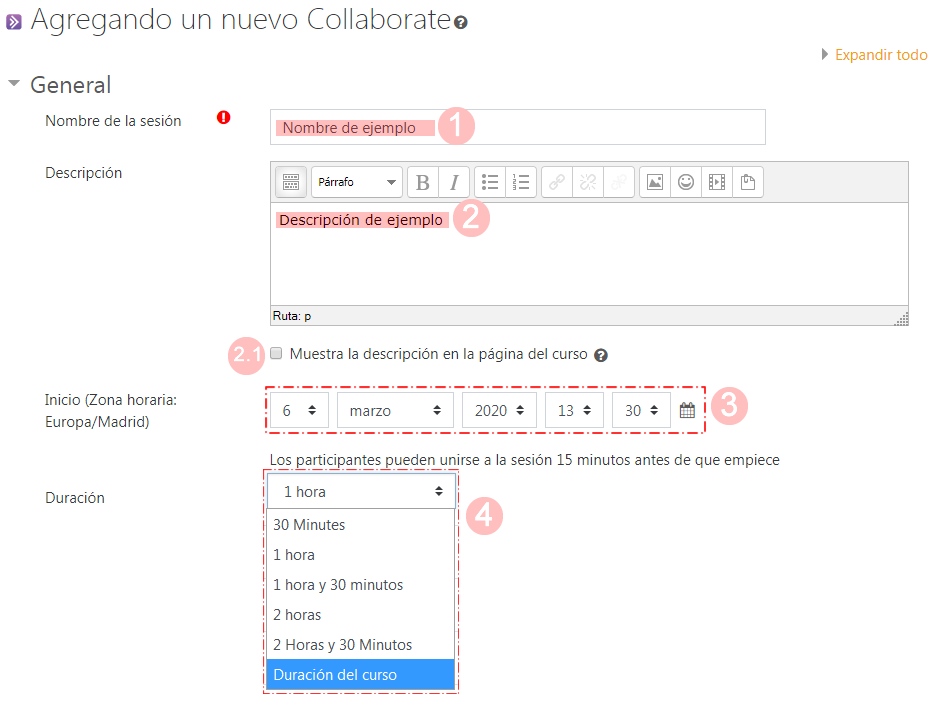 Agregando un nuevo Collaborate
Expandir todo
General
Nombre de la sesión
Nombre de ejemplo 1
Descripción
Párrafo B I
Descripción de ejemplo 2
Ruta: p
2.1 Muestra la descripción en la página del curso
Inicio (Zona horaria:
Europa/Madrid)
6 marzo 2020 13 30 3
Los participantes pueden unirse a la sesión 15 minutos antes de que empiece
Duración
1 hora
4
30 Minutes
1 hora
1 hora y 30 minutos
2 horas
2 Horas y 30 Minutos
Duración del curso